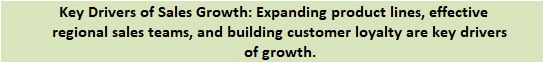 Key Drivers of Sales Growth: Expanding product lines, effective
regional sales teams, and building customer loyalty are key drivers
of growth.